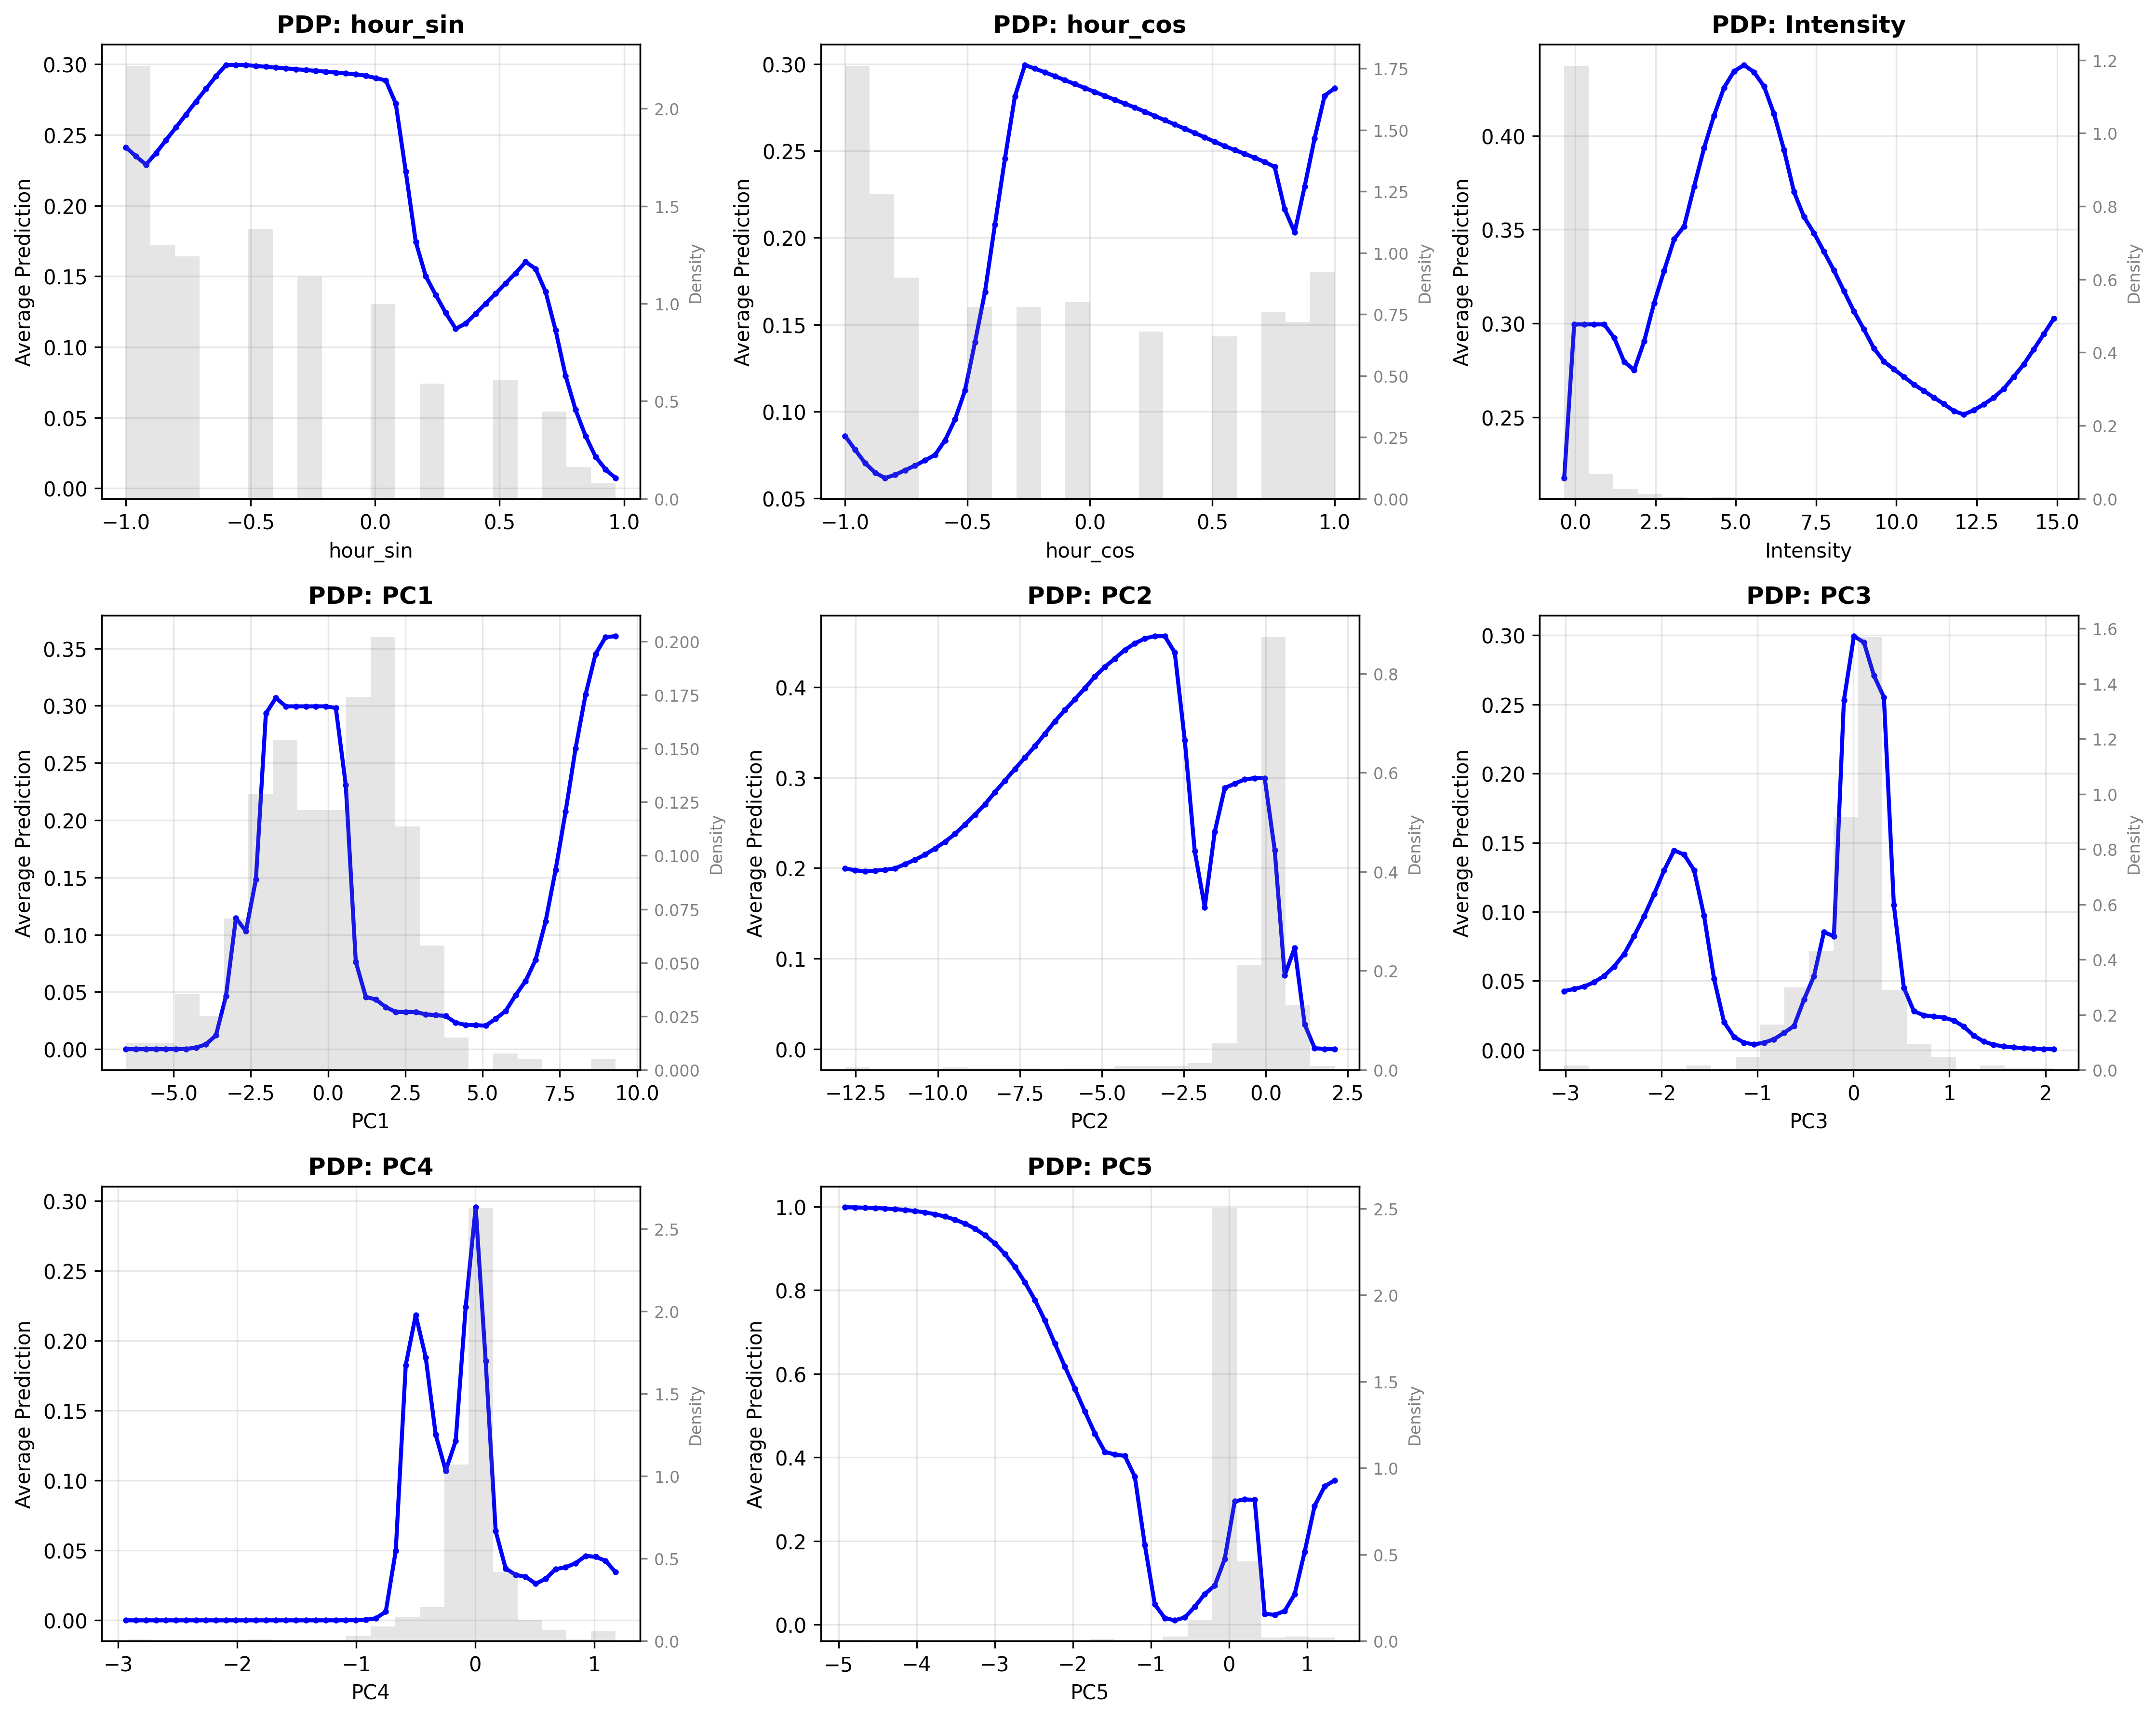 PDP: hour_sin
Average Prediction
0.30
0.25
0.20
0.15
0.10
0.05
0.00
2.0
1.5
1.0
0.5
0.0
Density
−1.0 −0.5 0.0 0.5 1.0
hour_sin
PDP: hour_cos
Average Prediction
0.30
0.25
0.20
0.15
0.10
0.05
1.75
1.50
1.25
1.00
0.75
0.50
0.25
0.00
Density
−1.0 −0.5 0.0 0.5 1.0
hour_cos
PDP: Intensity
Average Prediction
0.40
0.35
0.30
0.25
1.2
1.0
0.8
0.6
0.4
0.2
0.0
Density
0.0 2.5 5.0 7.5 10.0 12.5 15.0
Intensity
PDP: PC1
Average Prediction
0.35
0.30
0.25
0.20
0.15
0.10
0.05
0.00
0.200
0.175
0.150
0.125
0.100
0.075
0.050
0.025
0.000
Density
−5.0 −2.5 0.0 2.5 5.0 7.5 10.0
PC1
PDP: PC2
Average Prediction
0.4
0.3
0.2
0.1
0.0
0.8
0.6
0.4
0.2
0.0
Density
−12.5 −10.0 −7.5 −5.0 −2.5 0.0 2.5
PC2
PDP: PC3
Average Prediction
0.30
0.25
0.20
0.15
0.10
0.05
0.00
1.6
1.4
1.2
1.0
0.8
0.6
0.4
0.2
0.0
Density
−3 −2 −1 0 1 2
PC3
PDP: PC4
Average Prediction
0.30
0.25
0.20
0.15
0.10
0.05
0.00
2.5
2.0
1.5
1.0
0.5
0.0
Density
−3 −2 −1 0 1
PC4
PDP: PC5
Average Prediction
1.0
0.8
0.6
0.4
0.2
0.0
2.5
2.0
1.5
1.0
0.5
0.0
Density
−5 −4 −3 −2 −1 0 1
PC5